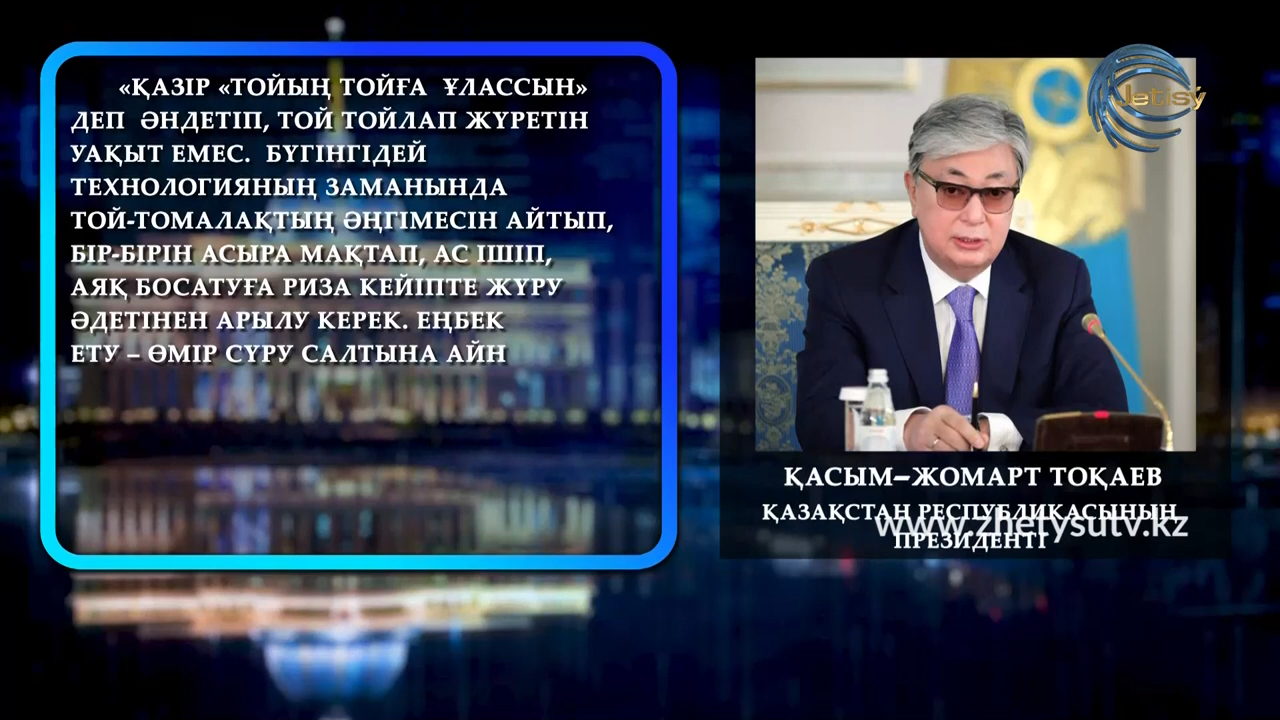 «ҚАЗІР «ТОЙЫҢ ТОЙҒА ҰЛАССЫН»
ДЕП ӘНДЕТІП, ТОЙ ТОЙЛАП ЖҮРЕТІН
УАҚЫТ ЕМЕС. БҮГІНГІДЕЙ
ТЕХНОЛОГИЯНЫҢ ЗАМАНЫНДА
ТОЙ-ТОМАЛАҚТЫҢ ӘҢГІМЕСІН АЙТЫП,
БІР-БІРІН АСЫРА МАҚТАП, АС ІШІП,
АЯҚ БОСАТУҒА РИЗА КЕЙІПТЕ ЖҮРУ
ӘДЕТІНЕН АРЫЛУ КЕРЕК. ЕҢБЕК
ЕТУ – ӨМІР СҮРУ САЛТЫНА АЙН
Jetisý
ҚАСЫМ–ЖОМАРТ ТОҚАЕВ
ҚАЗАҚСТАН РЕСПУБЛИКАСЫНЫҢ
ПРЕЗИДЕНТІ
www.zhetysutv.kz